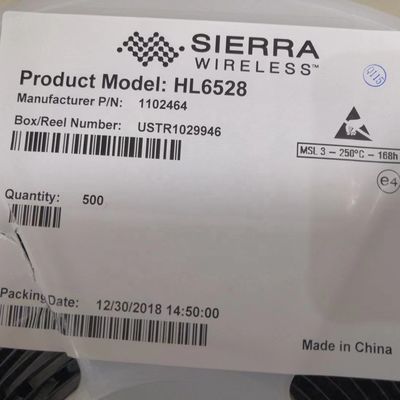 SIERRA
WIRELESS™
Product Model: HL6528
Manufacturer P/N: 1102464
Box/Reel Number: USTR1029946
MSL 3 - 250°C - 168h
e4
Quantity: 500
Packing Date: 12/30/2018 14:50:00
Made in China